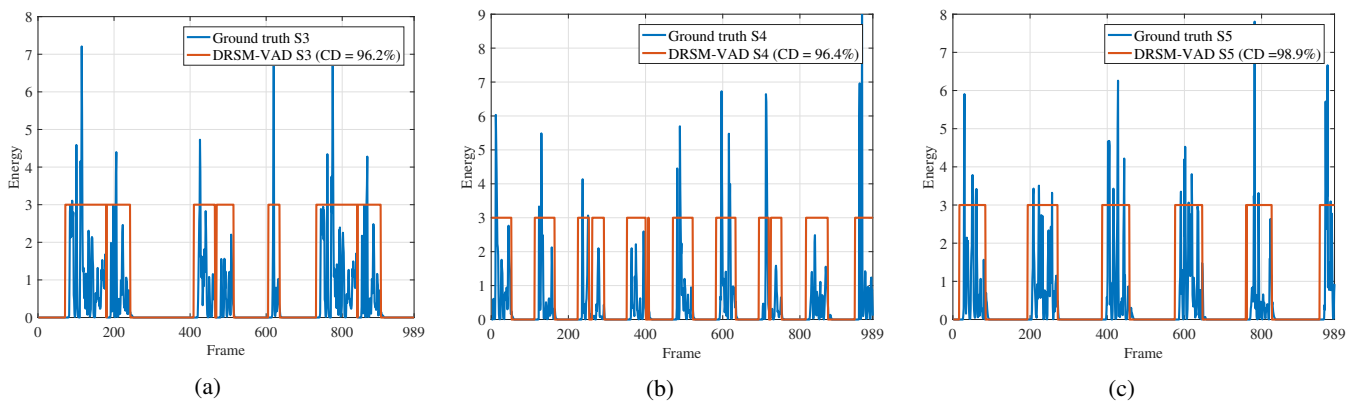 8
7
6
5
4
3
2
1
0
Energy
0 200 400 600 800 989
Frame
Ground truth S3
DRSM-VAD S3 (CD = 96.2%)
(a)
9
8
7
6
5
4
3
2
1
0
Energy
0 200 400 600 800 989
Frame
Ground truth S4
DRSM-VAD S4 (CD = 96.4%)
(b)
8
7
6
5
4
3
2
1
0
Energy
0 200 400 600 800 989
Frame
Ground truth S5
DRSM-VAD S5 (CD =98.9%)
(c)